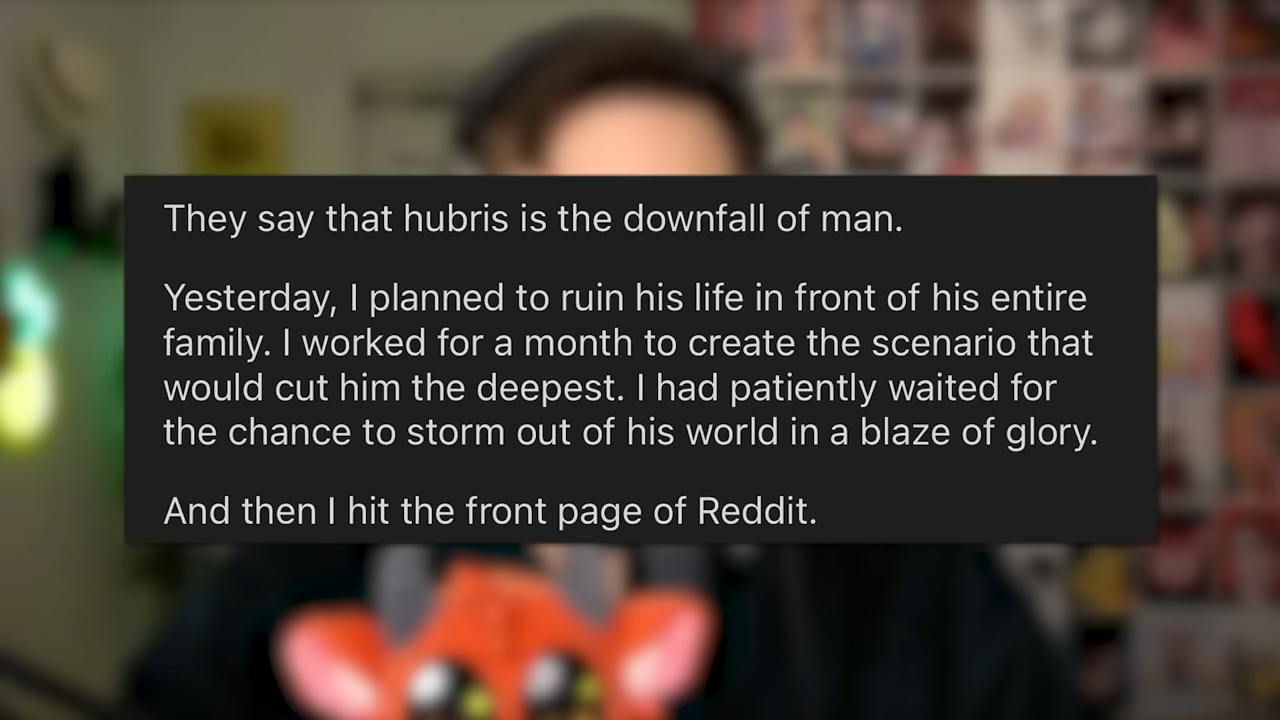 They say that hubris is the downfall of man.
Yesterday, I planned to ruin his life in front of his entire
family. I worked for a month to create the scenario that
would cut him the deepest. I had patiently waited for
the chance to storm out of his world in a blaze of glory.
And then I hit the front page of Reddit.